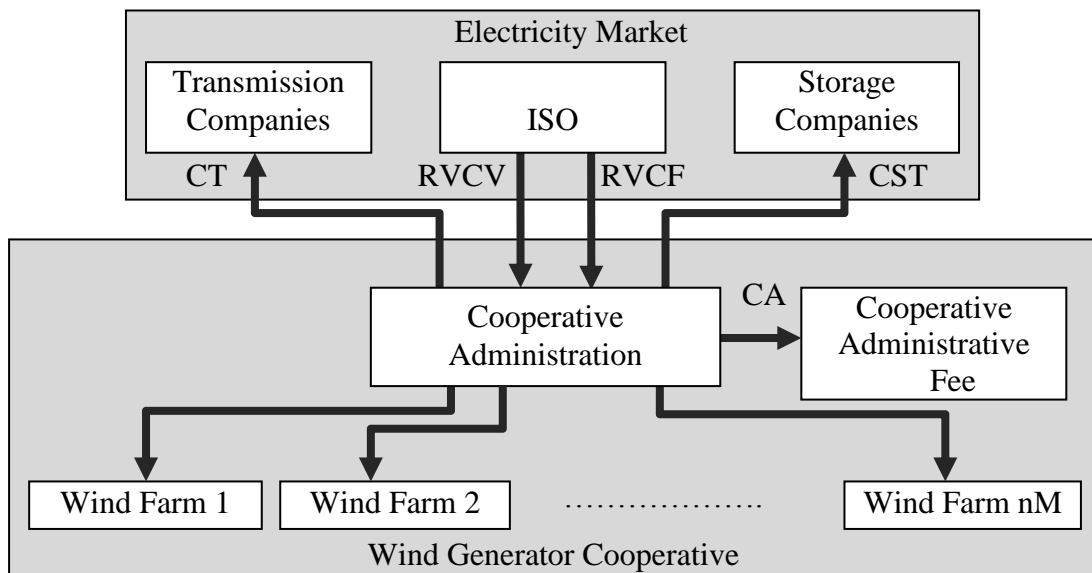 Electricity Market
Transmission
Companies
ISO
Storage
Companies
CT
RVCV
RVCF
CST
Cooperative
Administration
CA
Cooperative
Administrative
Fee
Wind Farm 1
Wind Farm 2
......................
Wind Farm nM
Wind Generator Cooperative